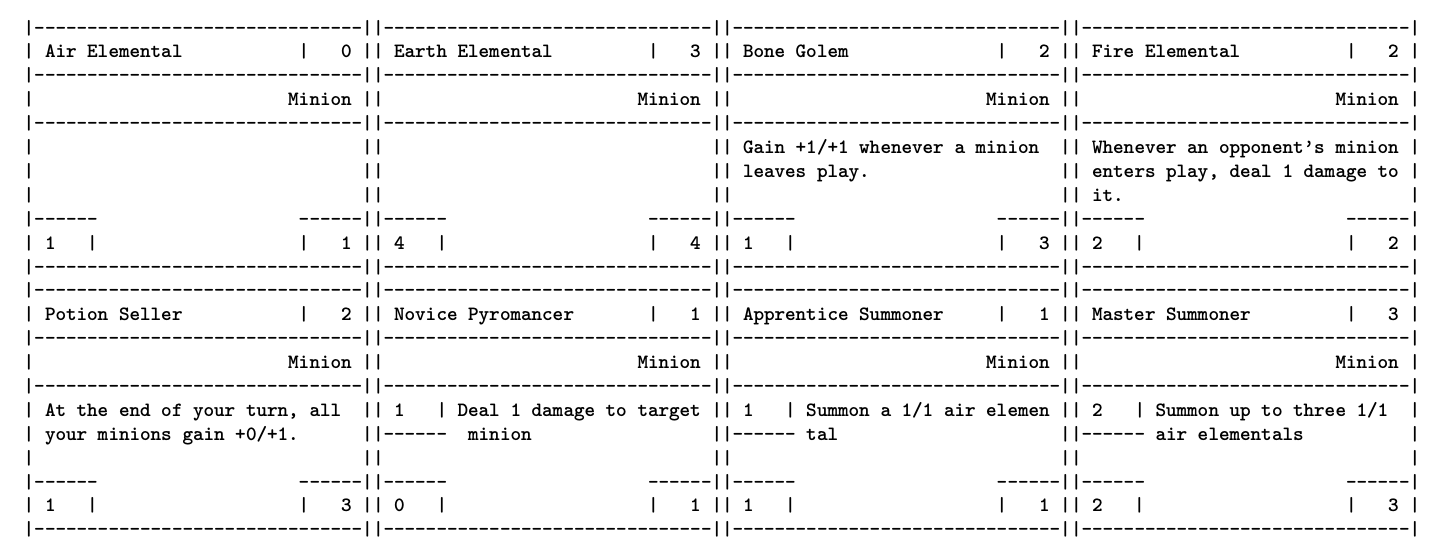 |-------------------------------||-------------------------------||-------------------------------||-------------------------------|
| Air Elemental           |   0 || Earth Elemental         |   3 || Bone Golem              |   2 || Fire Elemental          |   2 |
|-------------------------------||-------------------------------||-------------------------------||-------------------------------|
|                        Minion ||                        Minion ||                        Minion ||                        Minion |
|-------------------------------||-------------------------------||-------------------------------||-------------------------------|
|                               ||                               || Gain +1/+1 whenever a minion  || Whenever an opponent's minion |
|                               ||                               || leaves play.                  || enters play, deal 1 damage to |
|                               ||                               ||                               || it.                           |
|------                   ------||------                   ------||------                   ------||------                   ------|
| 1   |                   |   1 || 4   |                   |   4 || 1   |                   |   3 || 2   |                   |   2 |
|-------------------------------||-------------------------------||-------------------------------||-------------------------------|
|-------------------------------||-------------------------------||-------------------------------||-------------------------------|
| Potion Seller           |   2 || Novice Pyromancer       |   1 || Apprentice Summoner     |   1 || Master Summoner         |   3 |
|-------------------------------||-------------------------------||-------------------------------||-------------------------------|
|                        Minion ||                        Minion ||                        Minion ||                        Minion |
|-------------------------------||-------------------------------||-------------------------------||-------------------------------|
| At the end of your turn, all  || 1   | Deal 1 damage to target || 1   | Summon a 1/1 air elemen || 2   | Summon up to three 1/1  |
| your minions gain +0/+1.      ||------  minion                 ||------ tal                     ||------ air elementals          |
|                               ||                               ||                               ||                               |
|------                   ------||------                   ------||------                   ------||------                   ------|
| 1   |                   |   3 || 0   |                   |   1 || 1   |                   |   1 || 2   |                   |   3 |
|-------------------------------||-------------------------------||-------------------------------||-------------------------------|